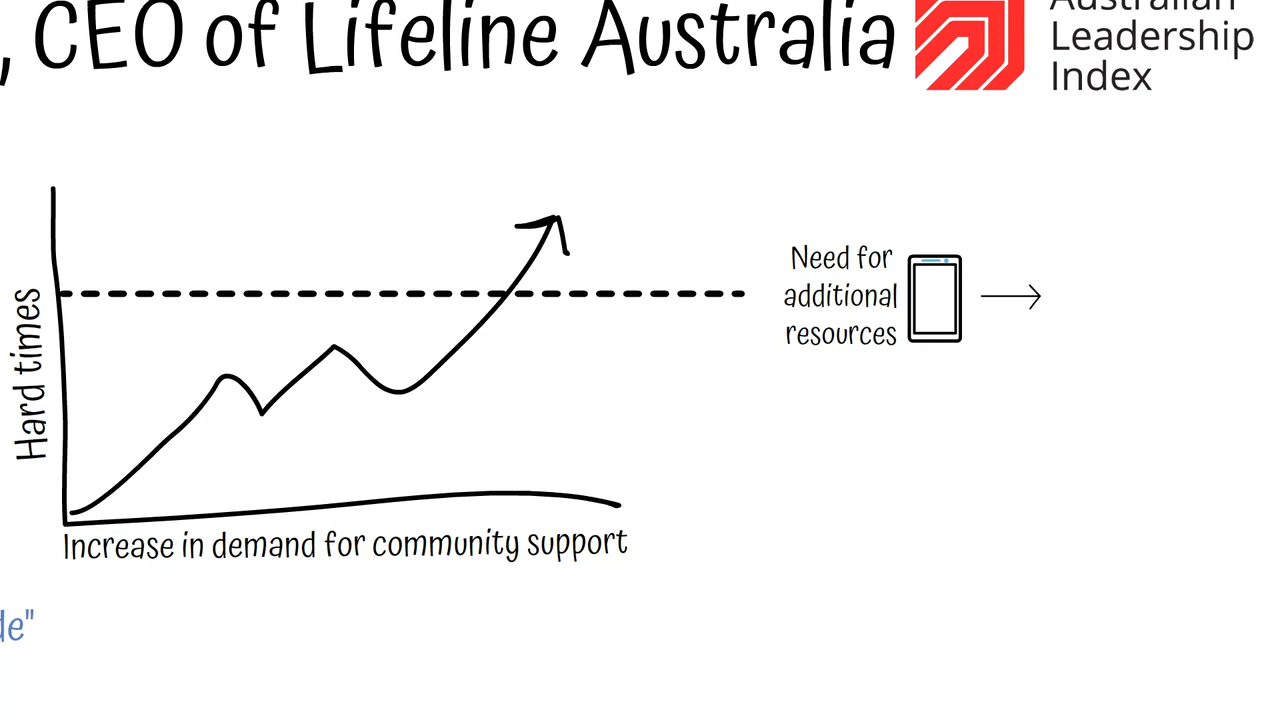 , CEO of Lifeline Australia
Australian
Leadership
Index
Need for
additional
resources
Hard times
Increase in demand for community support
de"